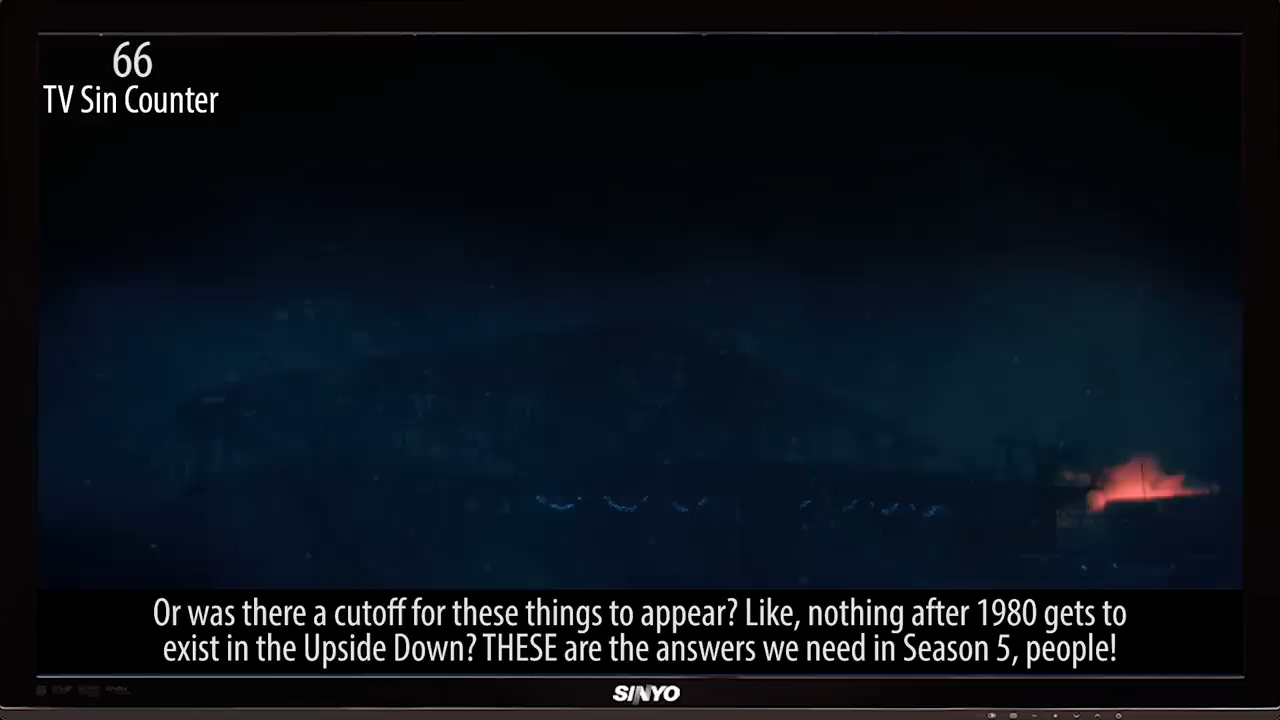 66
TV Sin Counter
Or was there a cutoff for these things to appear? Like, nothing after 1980 gets to
exist in the Upside Down? THESE are the answers we need in Season 5, people!
SINYO